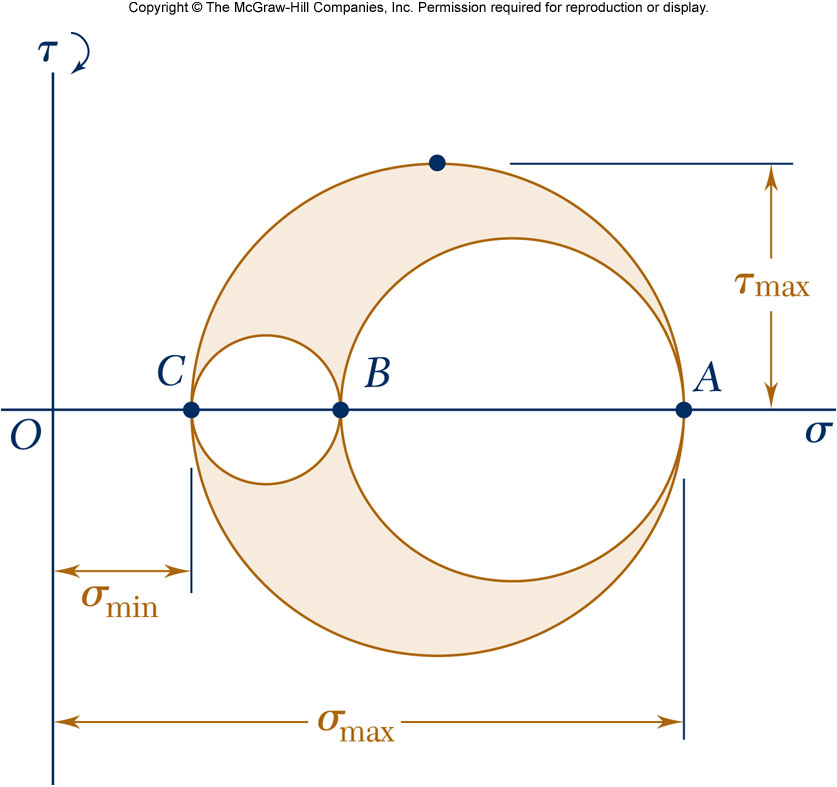 Copyright © The McGraw-Hill Companies, Inc. Permission required for reproduction or display.
τ
τmax
C
B
A
O
σ
σmin
σmax